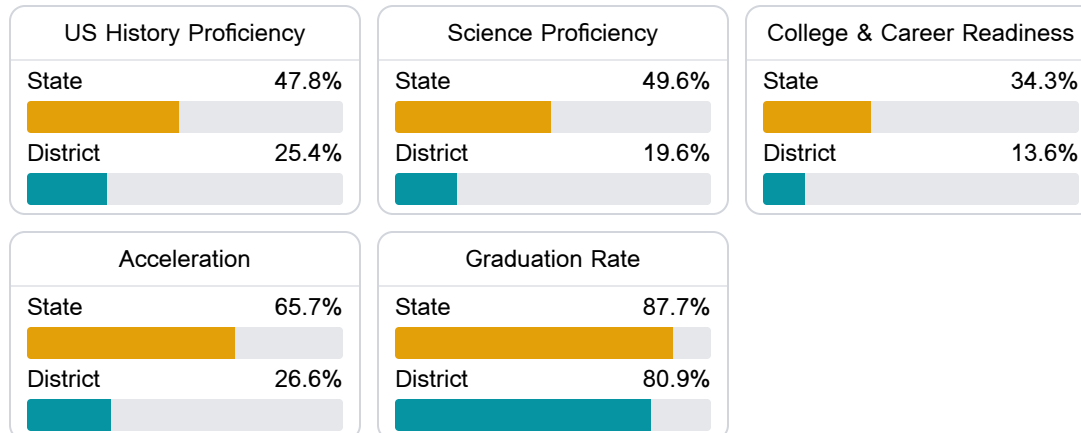 US History Proficiency
State 47.8%
District 25.4%
Science Proficiency
State 49.6%
District 19.6%
College & Career Readiness
State 34.3%
District 13.6%
Acceleration
State 65.7%
District 26.6%
Graduation Rate
State 87.7%
District 80.9%